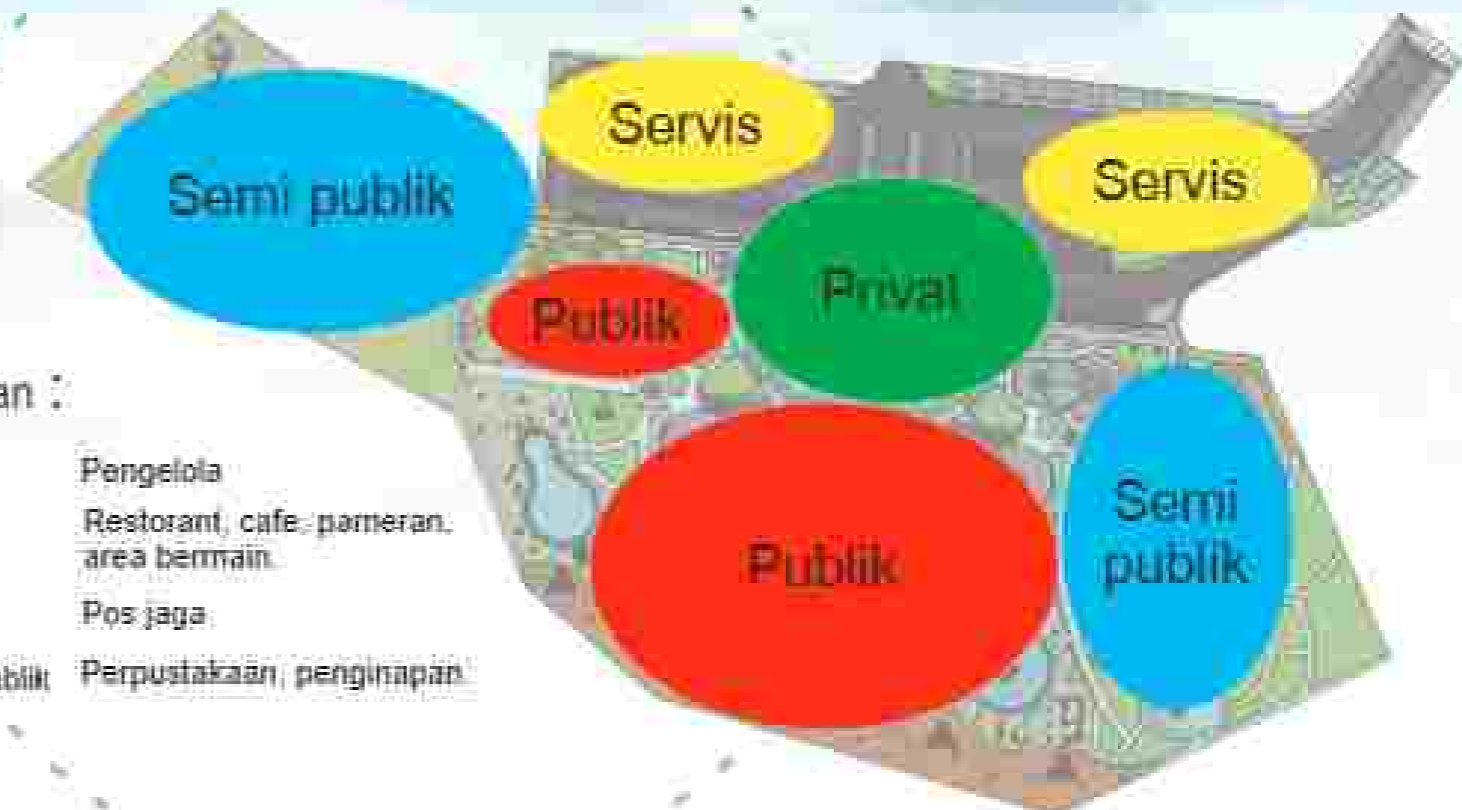 Semi publik
Servis
Servis
Publik
Privat
Publik
Semi
publik
an :
Pengelola
Restorant, cafe, pameran,
area bermain.
Pos jaga
blik Perpustakaan, penginapan